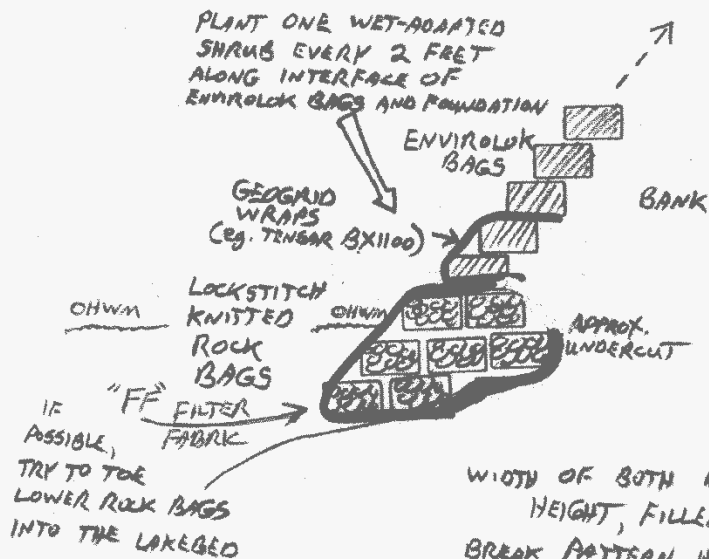 PLANT ONE WET-ADAPTED
SHRUB EVERY 2 FEET
ALONG INTERFACE OF
ENVIROLOK BAGS AND FOUNDATION
ENVIROLOK
BAGS
BANK
GEOGRID
WRAPS
(eg. TENSAR BX1100)
OHWM
LOCKSTITCH
KNITTED
ROCK
BAGS
OHWM
APPROX.
UNDERCUT
"FF" FILTER
FABRIC
IF
POSSIBLE,
TRY TO TOE
LOWER ROCK BAGS
INTO THE LAKEBED
WIDTH OF BOTH
HEIGHT, FILLE
BREAK PATTERN